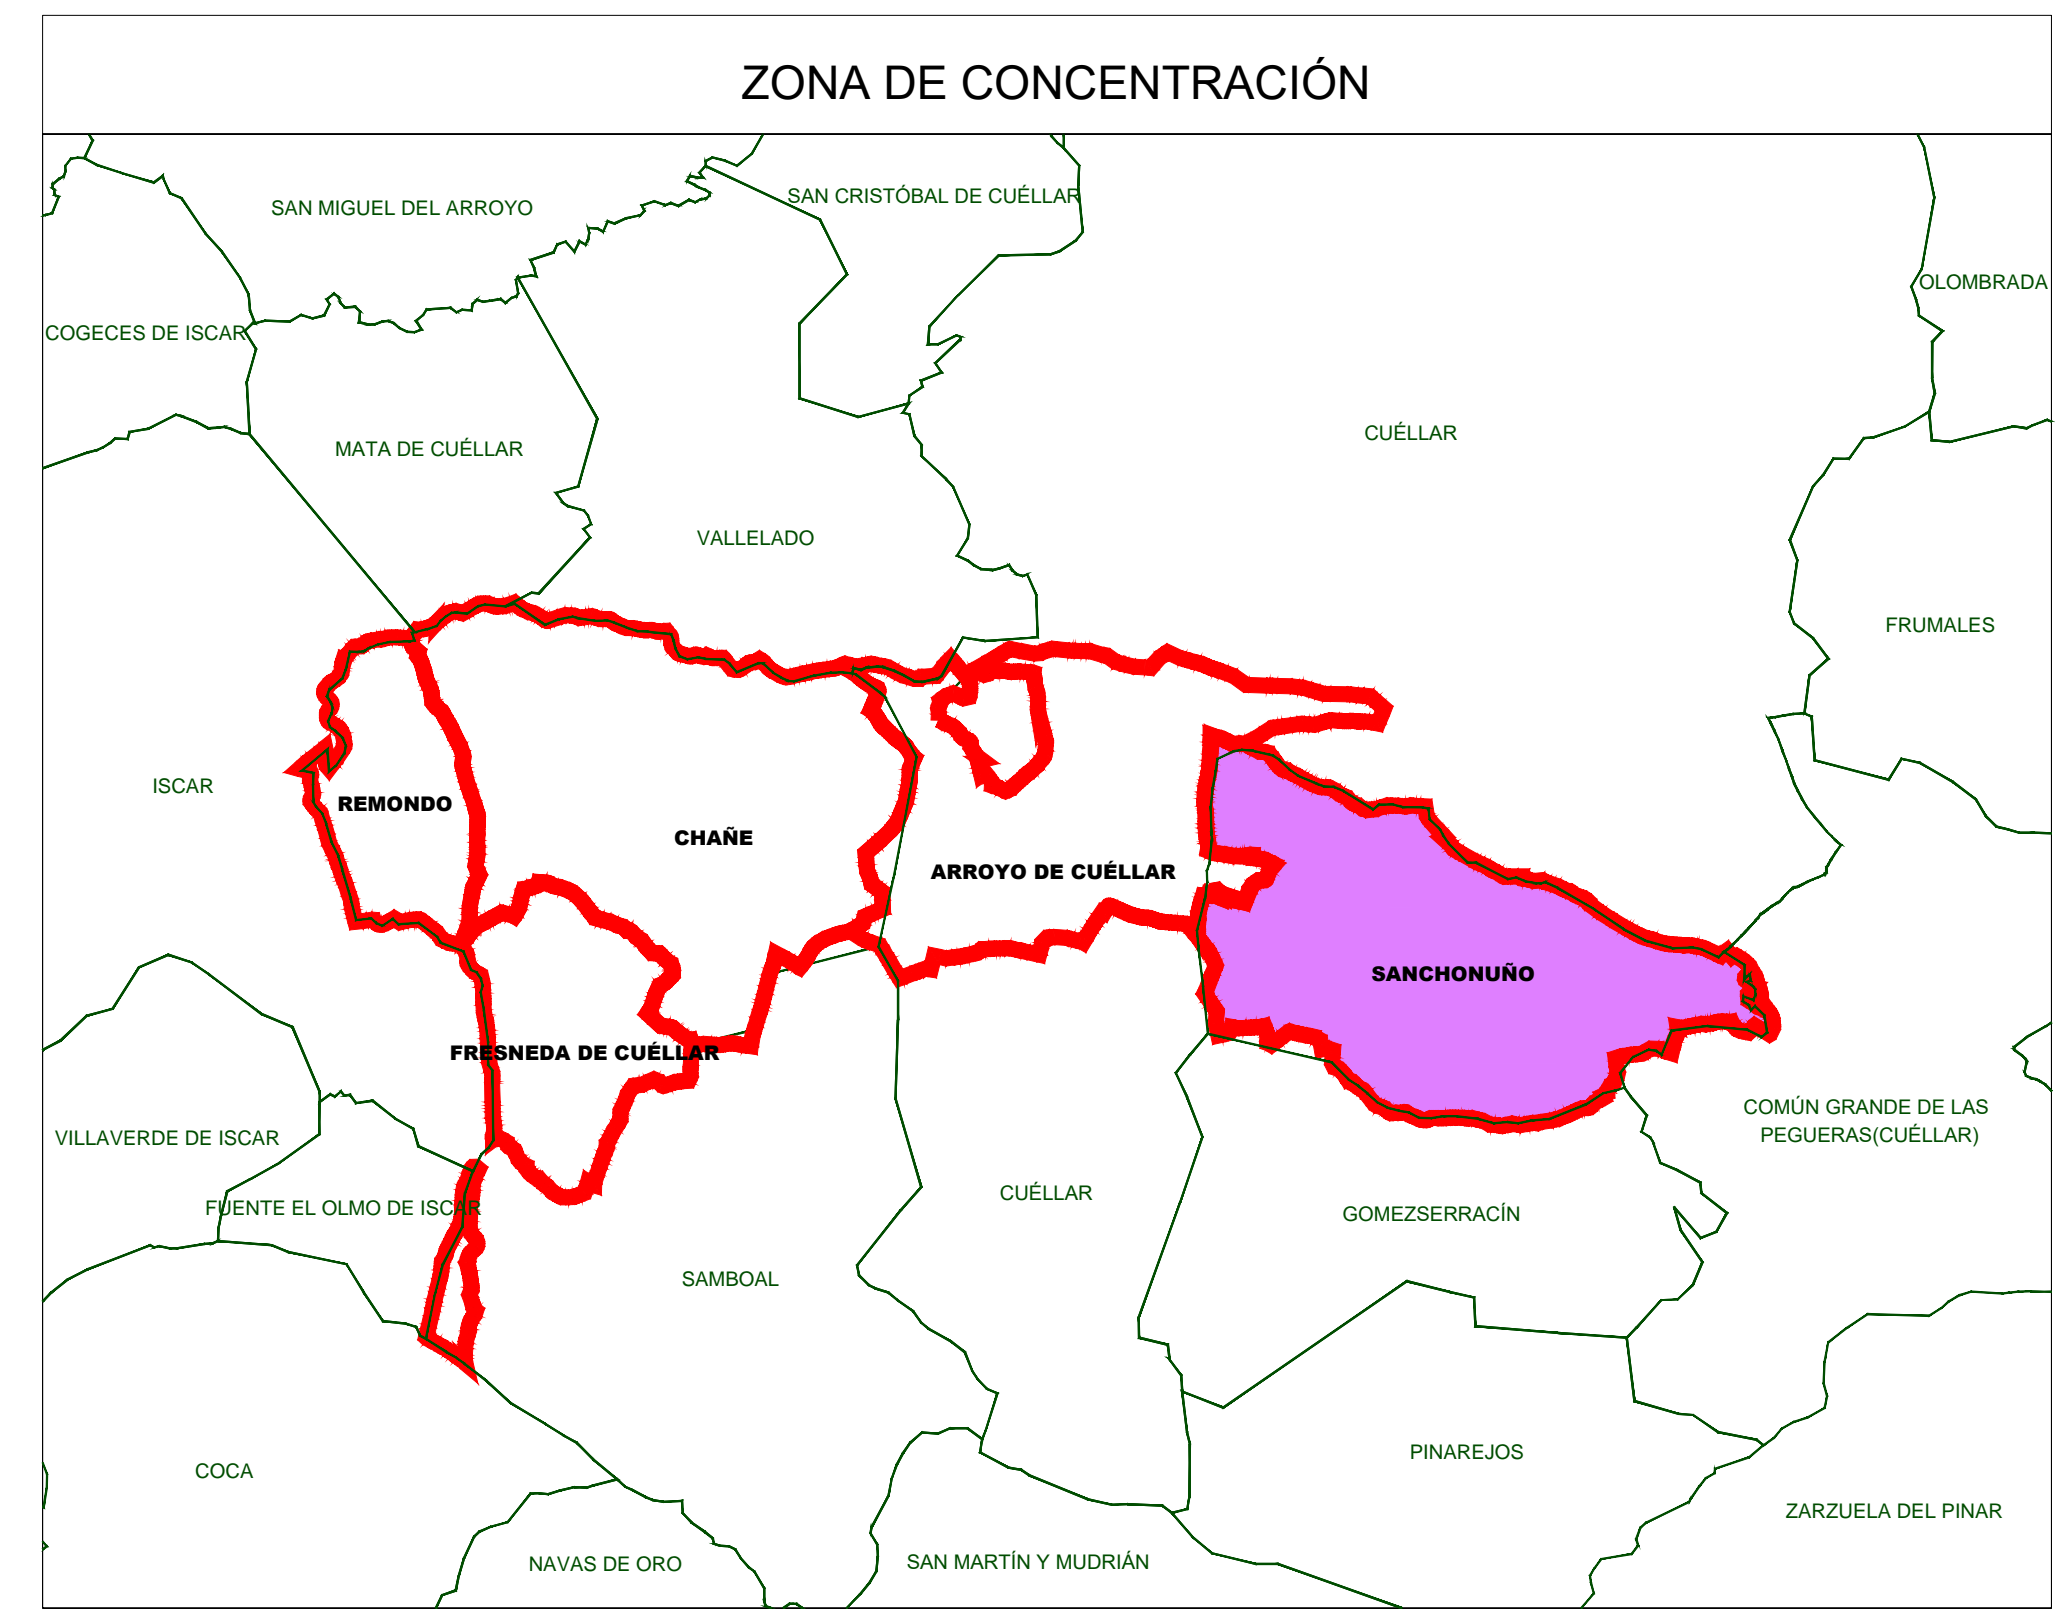 ZONA DE CONCENTRACIÓN
SAN CRISTÓBAL DE CUÉLLAR
SAN MIGUEL DEL ARROYO
OLOMBRADA
COGECES DE ISCAR
CUÉLLAR
MATA DE CUÉLLAR
VALLELADO
FRUMALES
ISCAR
REMONDO
CHAÑE
ARROYO DE CUÉLLAR
SANCHONUÑO
FRESNEDA DE CUÉLLAR
COMÚN GRANDE DE LAS
PEGUERAS(CUÉLLAR)
VILLAVERDE DE ISCAR
CUÉLLAR
FUENTE EL OLMO DE ISCAR
GOMEZSERRACÍN
SAMBOAL
PINAREJOS
COCA
ZARZUELA DEL PINAR
SAN MARTÍN Y MUDRIÁN
NAVAS DE ORO